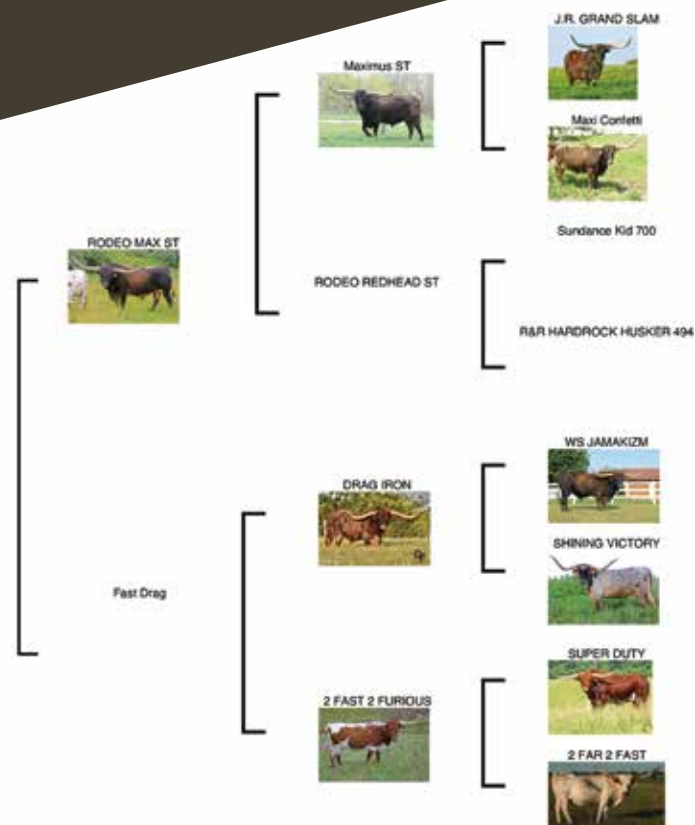 J.R. GRAND SLAM
Maximus ST
Maxi Confetti
Sundance Kid 700
RODEO MAX ST
RODEO REDHEAD ST
R&R HARDROCK HUSKER 494
WS JAMAKIZM
DRAG IRON
SHINING VICTORY
Fast Drag
SUPER DUTY
2 FAST 2 FURIOUS
2 FAR 2 FAST